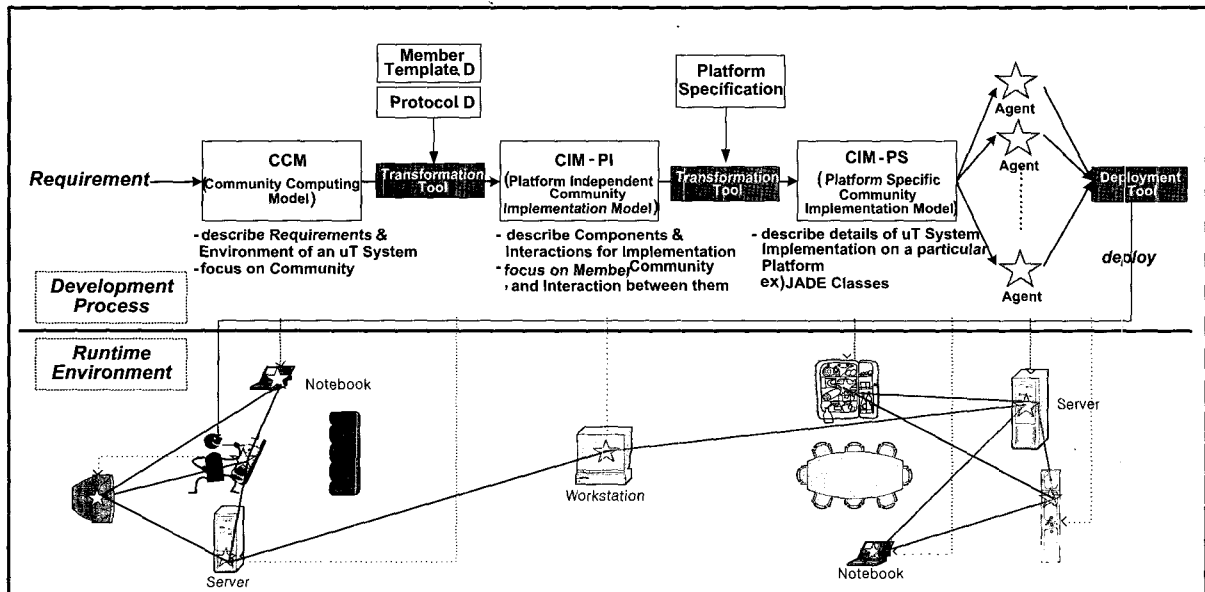 Member
Template, D
Protocol D
Platform
Specification
Agent
Agent
Agent
Requirement
CCM
(Community Computing
Model)
Transformation
Tool
CIM - PI
(Platform Independent
Community
Implementation Model)
Transformation
Tool
CIM - PS
(Platform Specific
Community
Implementation Model)
Deployment
Tool
deploy
- describe Requirements &
Environment of an uT System
- focus on Community
- describe Components &
Interactions for Implementation
- focus on Member, Community
and Interaction between them
- describe details of uT System
Implementation on a particular
Platform
ex) JADE Classes
Development
Process
Runtime
Environment
Notebook
Server
Workstation
Server
Notebook